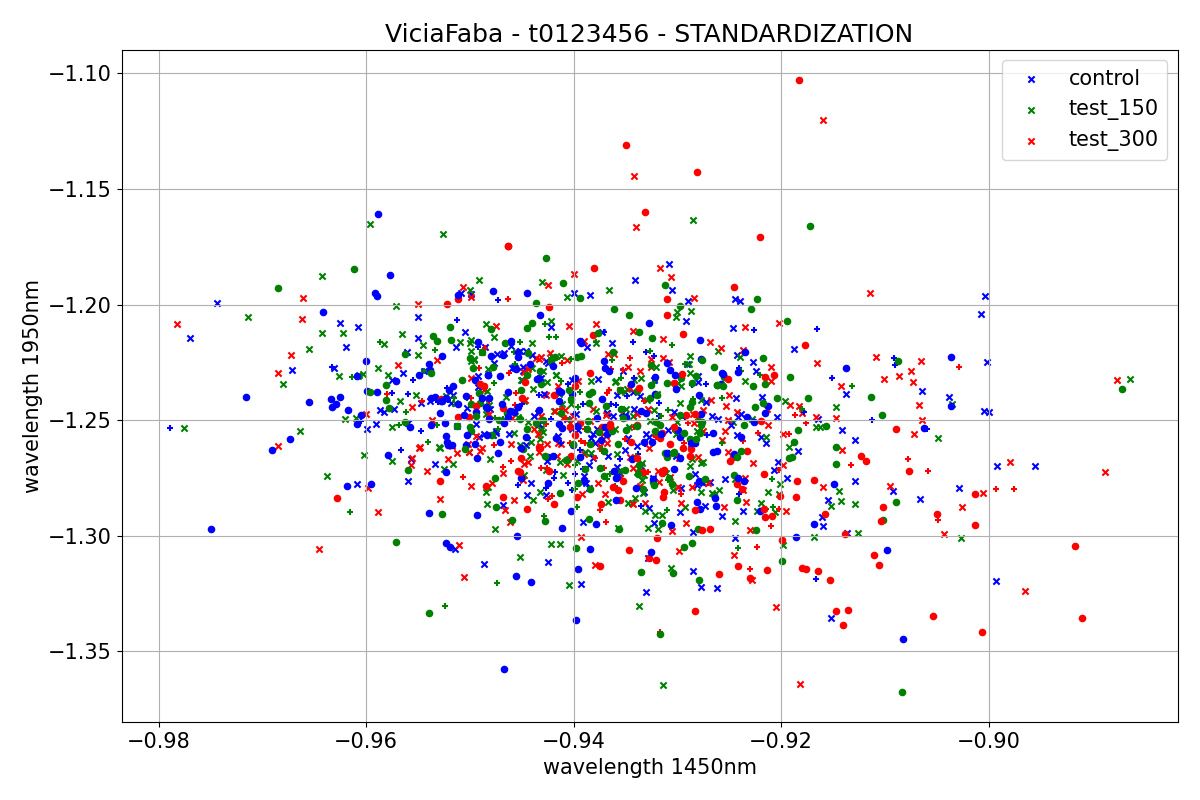 ViciaFaba - t0123456 - STANDARDIZATION
control
test_150
test_300
−1.10
−1.15
−1.20
−1.25
−1.30
−1.35
wavelength 1950nm
−0.98
−0.96
−0.94
−0.92
−0.90
wavelength 1450nm